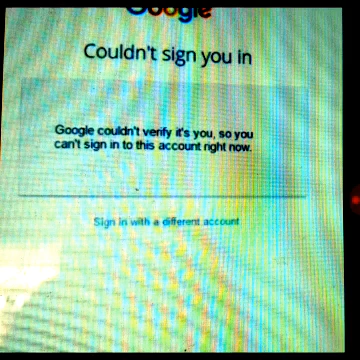 Google
Couldn't sign you in
Google couldn't verify it's you, so you
can't sign in to this account right now.
Sign in with a different account